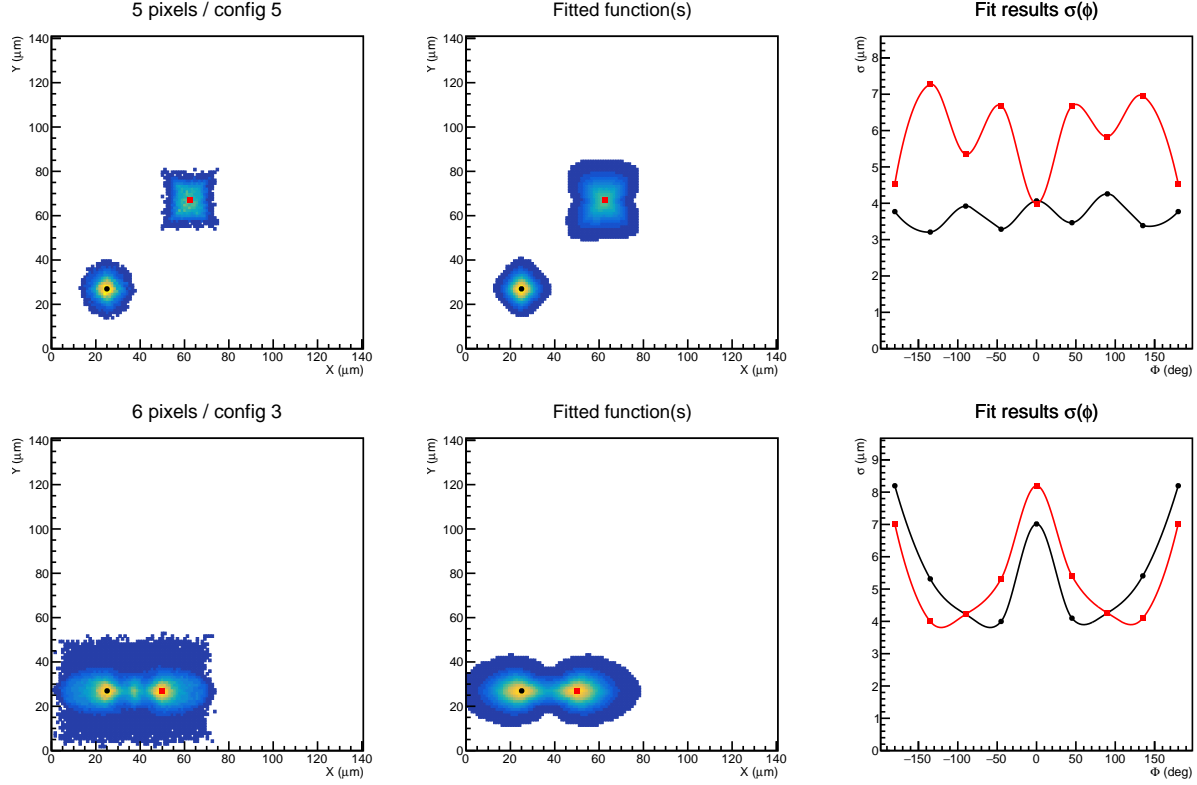 5 pixels / config 5
Fitted function(s)
Fit results σ(ϕ)
Y (μm)
140
120
100
80
60
40
20
0
0 20 40 60 80 100 120 140
X (μm)
Y (μm)
140
120
100
80
60
40
20
0
0 20 40 60 80 100 120 140
X (μm)
σ (μm)
8
7
6
5
4
3
2
1
0
−150 −100 −50 0 50 100 150
Φ (deg)
6 pixels / config 3
Fitted function(s)
Fit results σ(ϕ)
Y (μm)
140
120
100
80
60
40
20
0
0 20 40 60 80 100 120 140
X (μm)
Y (μm)
140
120
100
80
60
40
20
0
0 20 40 60 80 100 120 140
X (μm)
σ (μm)
9
8
7
6
5
4
3
2
1
0
−150 −100 −50 0 50 100 150
Φ (deg)